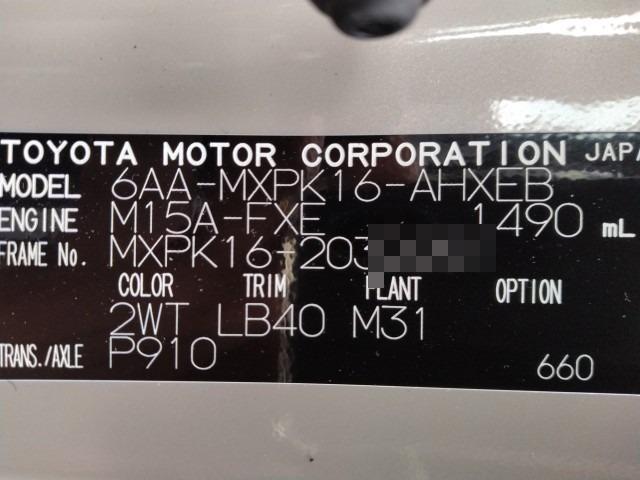 TOYOTA MOTOR CORPORATION JAPA
MODEL 6AA-MXPK16-AHXEB
ENGINE M15A-FXE 1490 mL
FRAME No. MXPK16-203
COLOR TRIM PLANT OPTION
2WT LB40 M31
TRANS./AXLE P910
660